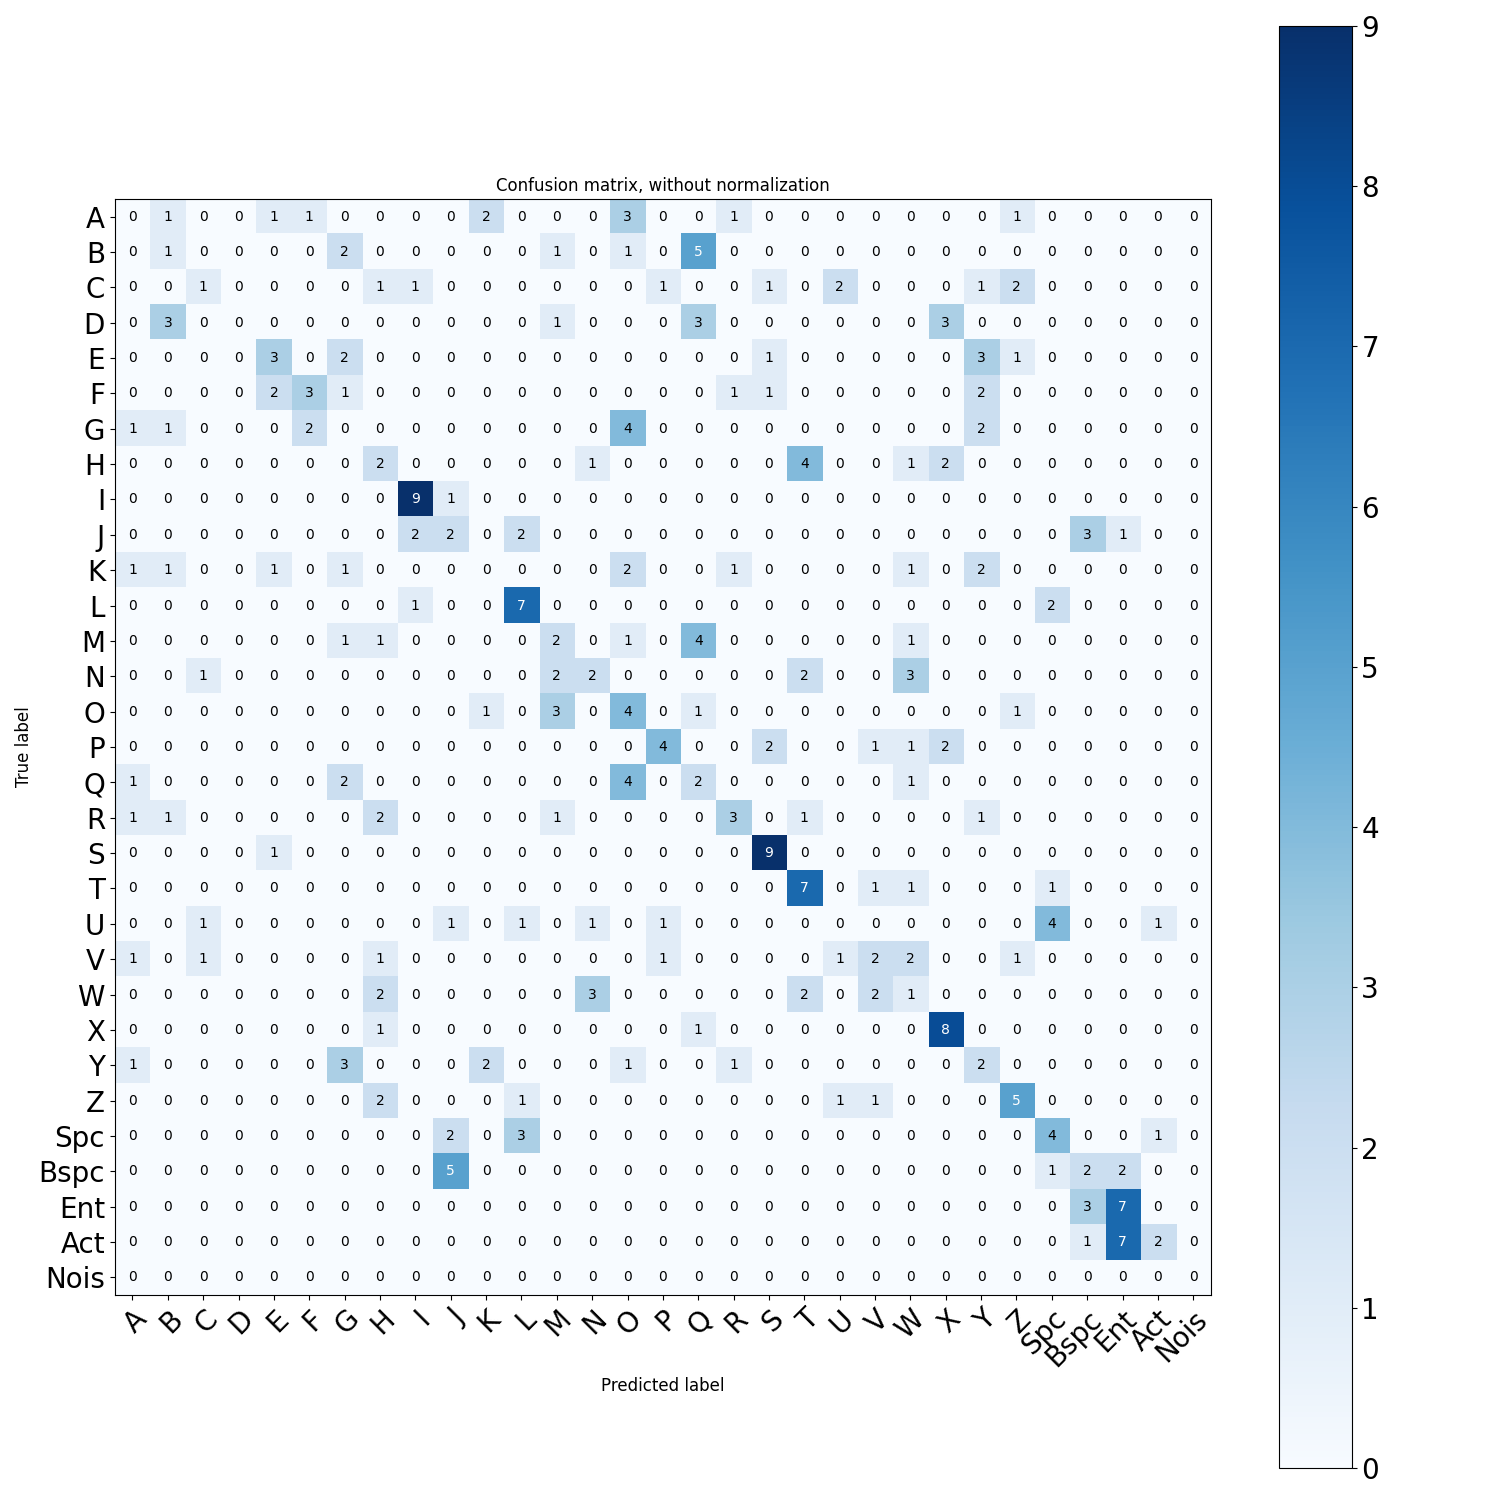 Confusion matrix, without normalization
A 0 1 0 0 1 1 0 0 0 0 2 0 0 0 3 0 0 1 0 0 0 0 0 0 0 1 0 0 0 0 0
B 0 1 0 0 0 0 2 0 0 0 0 0 1 0 1 0 5 0 0 0 0 0 0 0 0 0 0 0 0 0 0
C 0 0 1 0 0 0 0 1 1 0 0 0 0 0 0 1 0 0 1 0 2 0 0 0 1 2 0 0 0 0 0
D 0 3 0 0 0 0 0 0 0 0 0 0 1 0 0 0 3 0 0 0 0 0 0 3 0 0 0 0 0 0 0
E 0 0 0 0 3 0 2 0 0 0 0 0 0 0 0 0 0 0 1 0 0 0 0 0 3 1 0 0 0 0 0
F 0 0 0 0 2 3 1 0 0 0 0 0 0 0 0 0 0 1 1 0 0 0 0 0 2 0 0 0 0 0 0
G 1 1 0 0 0 2 0 0 0 0 0 0 0 0 4 0 0 0 0 0 0 0 0 0 2 0 0 0 0 0 0
H 0 0 0 0 0 0 0 2 0 0 0 0 0 1 0 0 0 0 0 4 0 0 1 2 0 0 0 0 0 0 0
I 0 0 0 0 0 0 0 0 9 1 0 0 0 0 0 0 0 0 0 0 0 0 0 0 0 0 0 0 0 0 0
J 0 0 0 0 0 0 0 0 2 2 0 2 0 0 0 0 0 0 0 0 0 0 0 0 0 0 0 3 1 0 0
K 1 1 0 0 1 0 1 0 0 0 0 0 0 0 2 0 0 1 0 0 0 0 1 0 2 0 0 0 0 0 0
L 0 0 0 0 0 0 0 0 1 0 0 7 0 0 0 0 0 0 0 0 0 0 0 0 0 0 2 0 0 0 0
M 0 0 0 0 0 0 1 1 0 0 0 0 2 0 1 0 4 0 0 0 0 0 1 0 0 0 0 0 0 0 0
N 0 0 1 0 0 0 0 0 0 0 0 0 2 2 0 0 0 0 0 2 0 0 3 0 0 0 0 0 0 0 0
O 0 0 0 0 0 0 0 0 0 0 1 0 3 0 4 0 1 0 0 0 0 0 0 0 0 1 0 0 0 0 0
P 0 0 0 0 0 0 0 0 0 0 0 0 0 0 0 4 0 0 2 0 0 1 1 2 0 0 0 0 0 0 0
Q 1 0 0 0 0 0 2 0 0 0 0 0 0 0 4 0 2 0 0 0 0 0 1 0 0 0 0 0 0 0 0
R 1 1 0 0 0 0 0 2 0 0 0 0 1 0 0 0 0 3 0 1 0 0 0 0 1 0 0 0 0 0 0
S 0 0 0 0 1 0 0 0 0 0 0 0 0 0 0 0 0 0 9 0 0 0 0 0 0 0 0 0 0 0 0
T 0 0 0 0 0 0 0 0 0 0 0 0 0 0 0 0 0 0 0 7 0 1 1 0 0 0 1 0 0 0 0
U 0 0 1 0 0 0 0 0 0 1 0 1 0 1 0 1 0 0 0 0 0 0 0 0 0 0 4 0 0 1 0
V 1 0 1 0 0 0 0 1 0 0 0 0 0 0 0 1 0 0 0 0 1 2 2 0 0 1 0 0 0 0 0
W 0 0 0 0 0 0 0 2 0 0 0 0 0 3 0 0 0 0 0 2 0 2 1 0 0 0 0 0 0 0 0
X 0 0 0 0 0 0 0 1 0 0 0 0 0 0 0 0 1 0 0 0 0 0 0 8 0 0 0 0 0 0 0
Y 1 0 0 0 0 0 3 0 0 0 2 0 0 0 1 0 0 1 0 0 0 0 0 0 2 0 0 0 0 0 0
Z 0 0 0 0 0 0 0 2 0 0 0 1 0 0 0 0 0 0 0 0 1 1 0 0 0 5 0 0 0 0 0
Spc 0 0 0 0 0 0 0 0 0 2 0 3 0 0 0 0 0 0 0 0 0 0 0 0 0 0 4 0 0 1 0
Bspc 0 0 0 0 0 0 0 0 0 5 0 0 0 0 0 0 0 0 0 0 0 0 0 0 0 0 1 2 2 0 0
Ent 0 0 0 0 0 0 0 0 0 0 0 0 0 0 0 0 0 0 0 0 0 0 0 0 0 0 0 3 7 0 0
Act 0 0 0 0 0 0 0 0 0 0 0 0 0 0 0 0 0 0 0 0 0 0 0 0 0 0 0 1 7 2 0
Nois 0 0 0 0 0 0 0 0 0 0 0 0 0 0 0 0 0 0 0 0 0 0 0 0 0 0 0 0 0 0 0
A B C D E F G H I J K L M N O P Q R S T U V W X Y Z Spc Bspc Ent Act Nois
Predicted label
True label
9
8
7
6
5
4
3
2
1
0